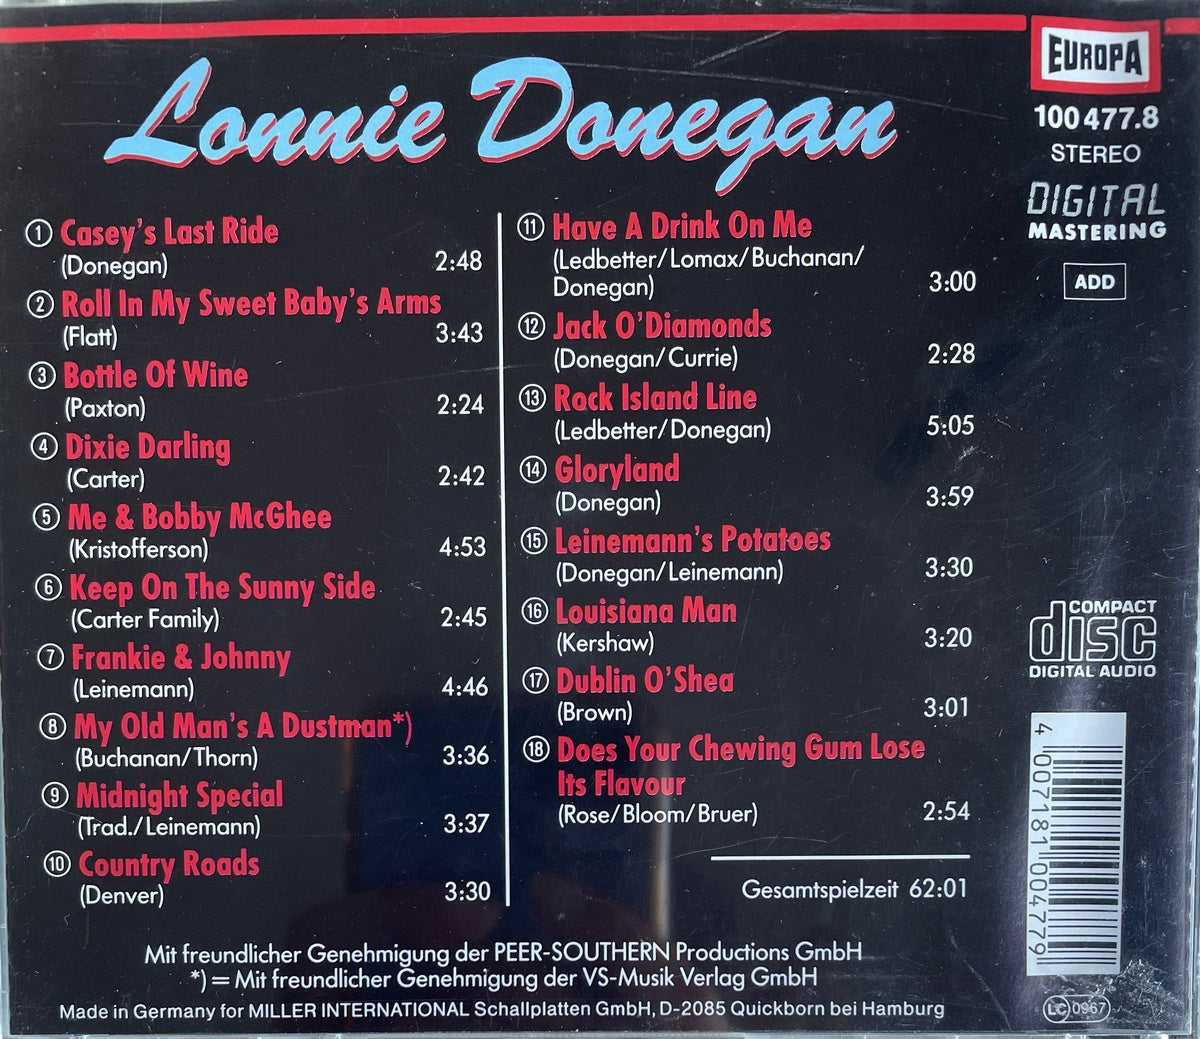 Lonnie Donegan
EUROPA
100 477.8
STEREO
DIGITAL
MASTERING
ADD
① Casey's Last Ride
(Donegan) 2:48
② Roll In My Sweet Baby's Arms
(Flatt) 3:43
③ Bottle Of Wine
(Paxton) 2:24
④ Dixie Darling
(Carter) 2:42
⑤ Me & Bobby McGhee
(Kristofferson) 4:53
⑥ Keep On The Sunny Side
(Carter Family) 2:45
⑦ Frankie & Johnny
(Leinemann) 4:46
⑧ My Old Man's A Dustman*)
(Buchanan/Thorn) 3:36
⑨ Midnight Special
(Trad./Leinemann) 3:37
⑩ Country Roads
(Denver) 3:30
⑪ Have A Drink On Me
(Ledbetter/Lomax/Buchanan/
Donegan) 3:00
⑫ Jack O'Diamonds
(Donegan/Currie) 2:28
⑬ Rock Island Line
(Ledbetter/Donegan) 5:05
⑭ Gloryland
(Donegan) 3:59
⑮ Leinemann's Potatoes
(Donegan/Leinemann) 3:30
⑯ Louisiana Man
(Kershaw) 3:20
⑰ Dublin O'Shea
(Brown) 3:01
⑱ Does Your Chewing Gum Lose
Its Flavour
(Rose/Bloom/Bruer) 2:54
Gesamtspielzeit 62:01
COMPACT
disc
DIGITAL AUDIO
4 007181 004779
Mit freundlicher Genehmigung der PEER-SOUTHERN Productions GmbH
*) = Mit freundlicher Genehmigung der VS-Musik Verlag GmbH
Made in Germany for MILLER INTERNATIONAL Schallplatten GmbH, D-2085 Quickborn bei Hamburg
LC 0967